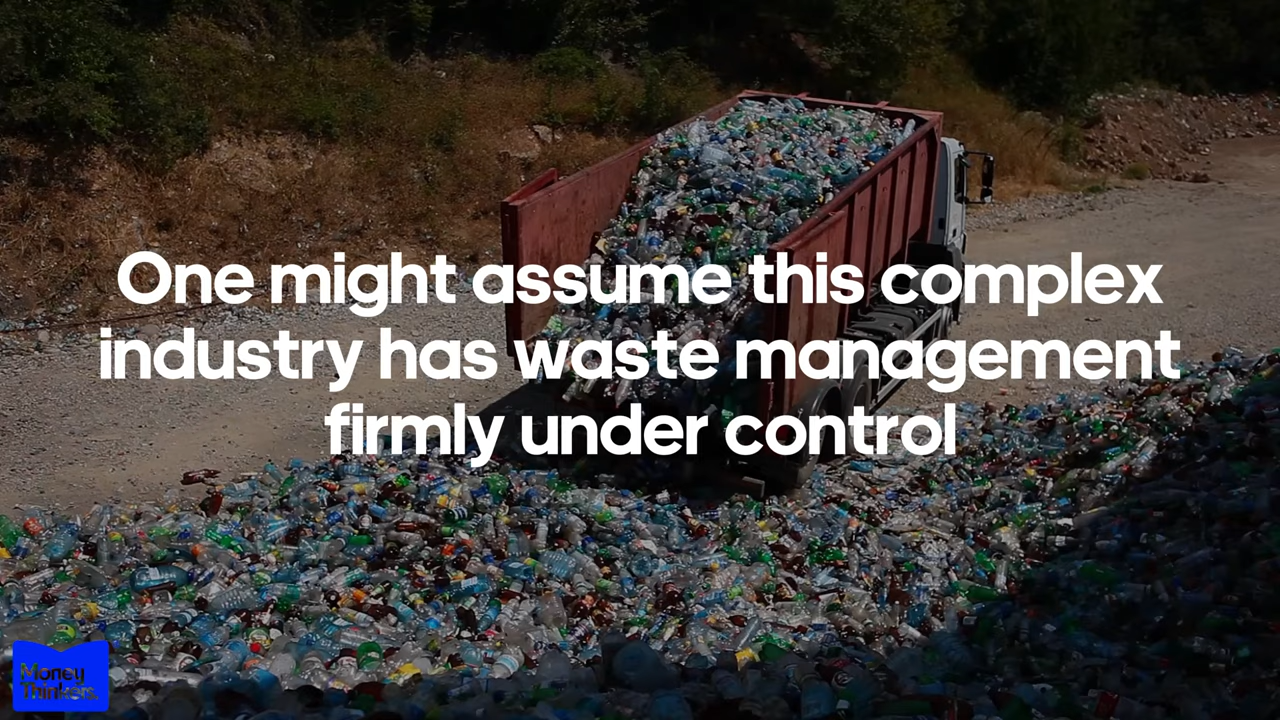 One might assume this complex
industry has waste management
firmly under control
Money
Thinkers.